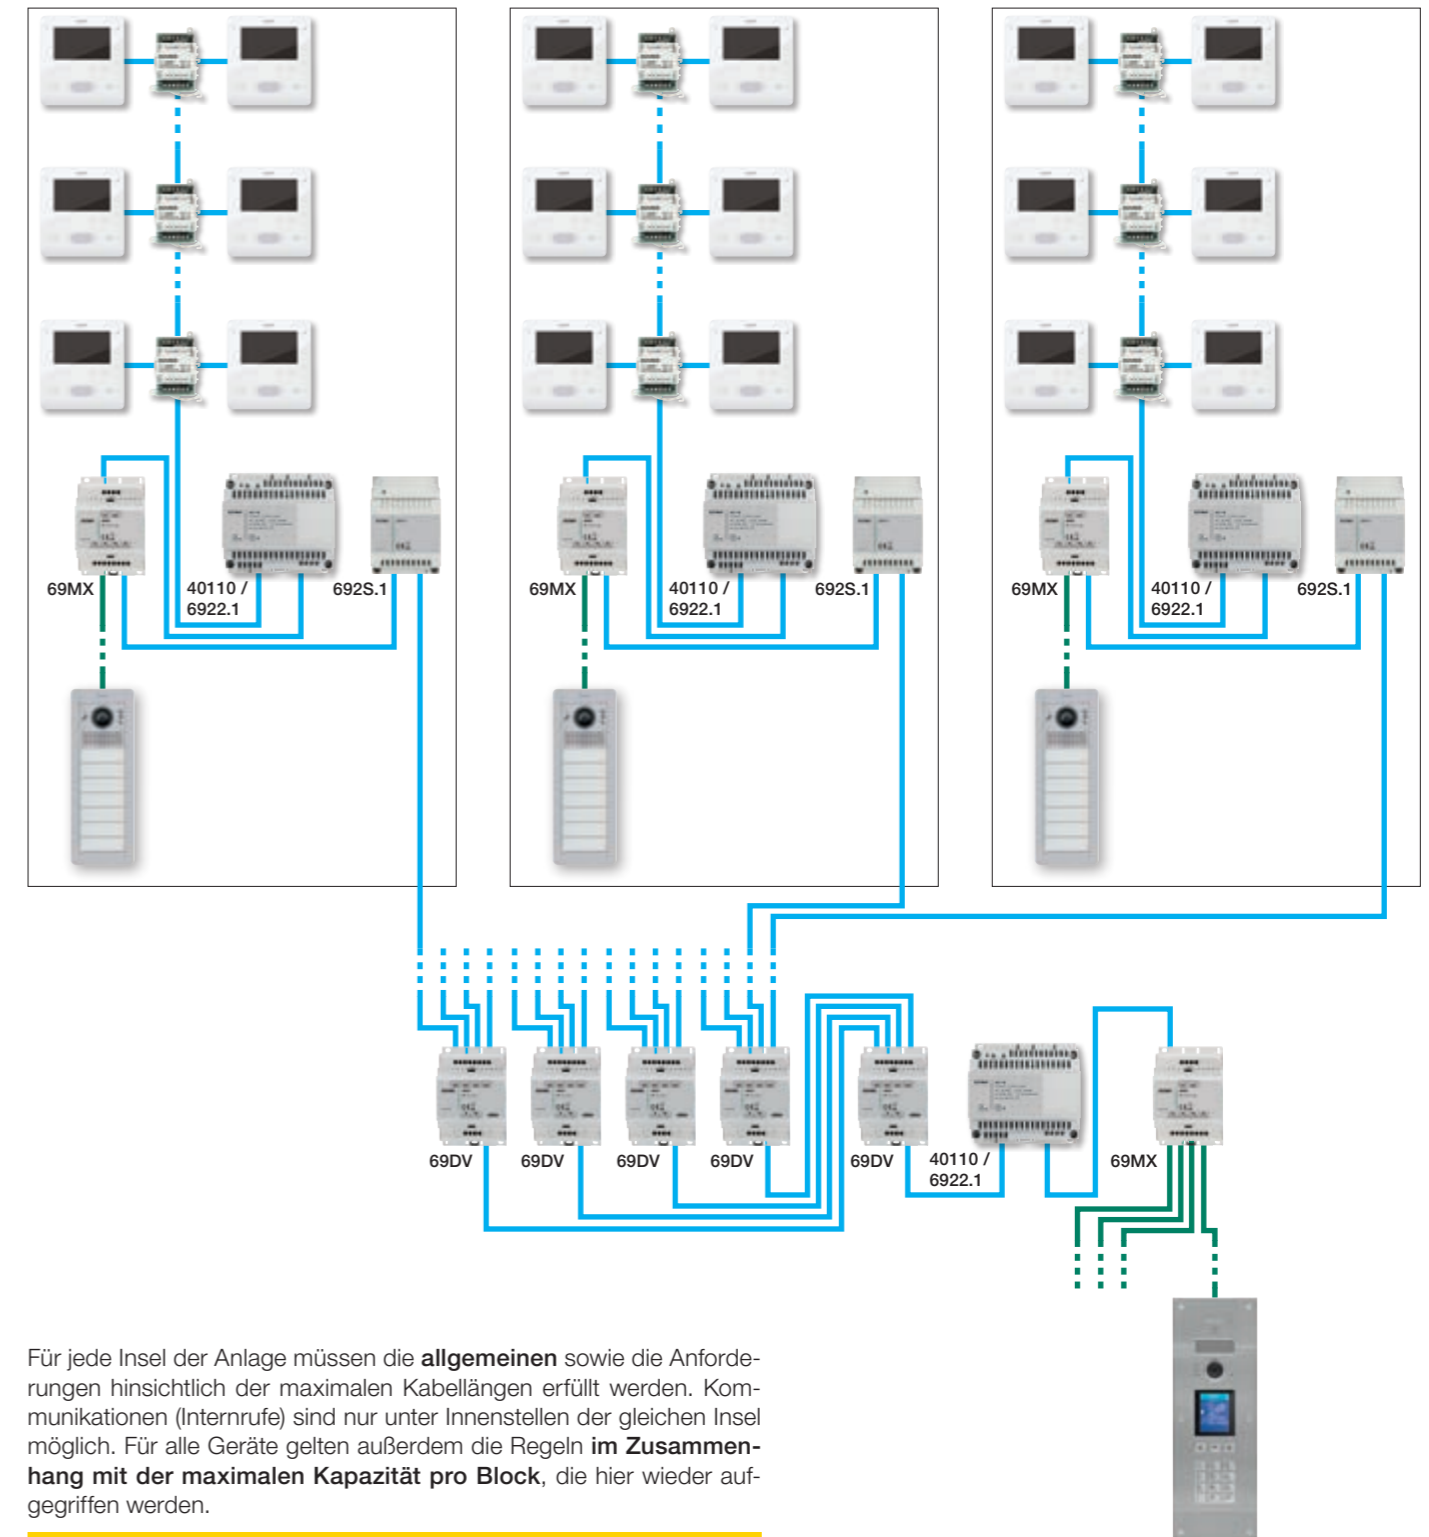 69MX 40110 / 692S.1 69MX 40110 / 692S.1 69MX 40110 / 692S.1
6922.1 6922.1 6922.1
69DV 69DV 69DV 69DV 69DV 40110 / 69MX
6922.1
Für jede Insel der Anlage müssen die allgemeinen sowie die Anforde-
rungen hinsichtlich der maximalen Kabellängen erfüllt werden. Kom-
munikationen (Internrufe) sind nur unter Innenstellen der gleichen Insel
möglich. Für alle Geräte gelten außerdem die Regeln im Zusammen-
hang mit der maximalen Kapazität pro Block, die hier wieder auf-
gegriffen werden.